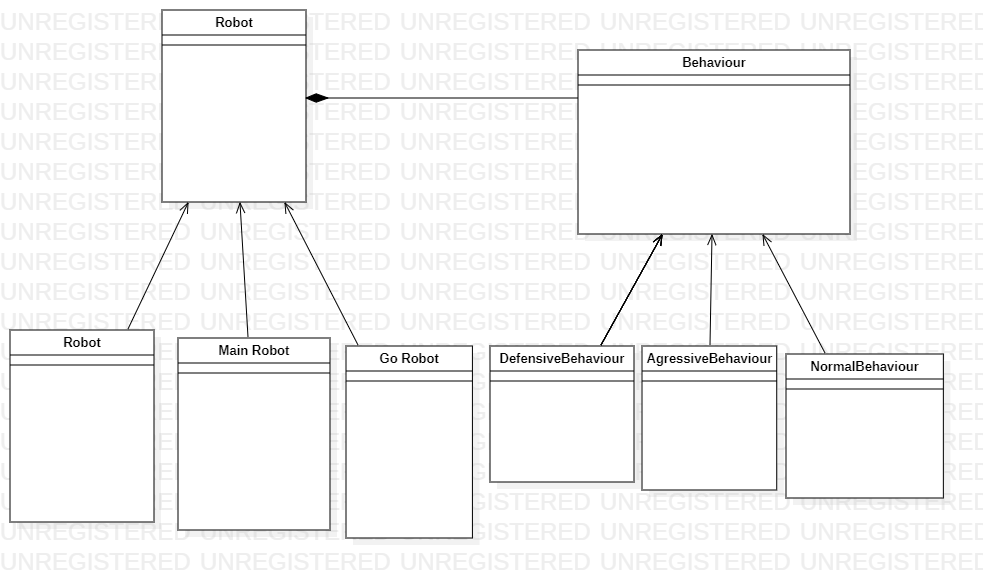 Robot
Behaviour
Robot
Main Robot
Go Robot
DefensiveBehaviour
AgressiveBehaviour
NormalBehaviour
UNREGISTERED UNREGISTERED UNREGISTERED UNREGISTERED UNREGISTERED